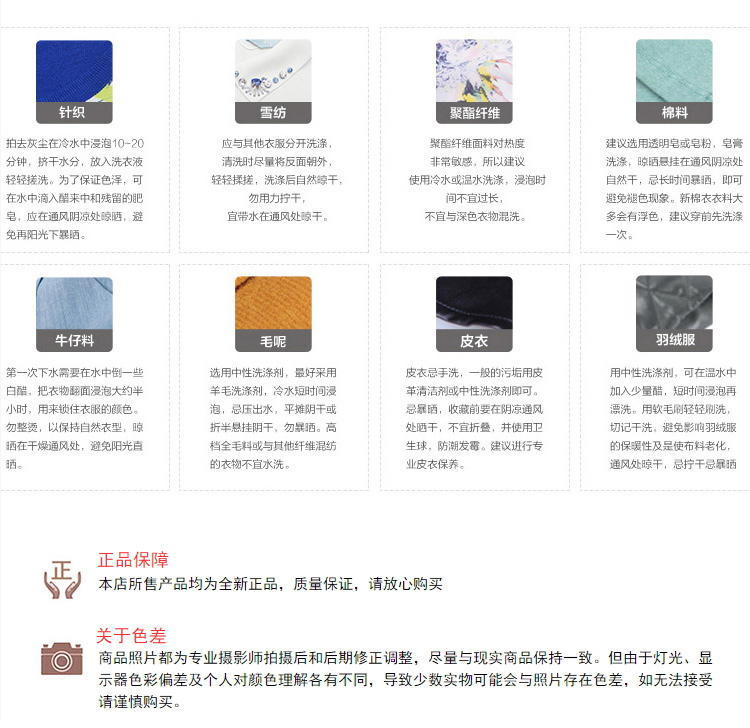 针织
拍去灰尘在冷水中浸泡10~20
分钟，挤干水分，放入洗衣液
轻轻搓洗。为了保证色泽，可
在水中滴入醋来中和残留的肥
皂，应在通风阴凉处晾晒，避
免再阳光下暴晒。
雪纺
应与其他衣服分开洗涤，
清洗时尽量将反面朝外，
轻轻揉搓，洗涤后自然晾干，
勿用力拧干，
宜带水在通风处晾干。
聚酯纤维
聚酯纤维面料对热度
非常敏感，所以建议
使用冷水或温水洗涤，浸泡时
间不宜过长，
不宜与深色衣物混洗。
棉料
建议选用透明皂或皂粉，皂膏
洗涤，晾晒悬挂在通风阴凉处
自然干，忌长时间暴晒，即可
避免褪色现象。新棉衣衣料大
多会有浮色，建议穿前先洗涤
一次。
牛仔料
第一次下水需要在水中倒一些
白醋，把衣物翻面浸泡大约半
小时，用来锁住衣服的颜色。
勿整烫，以保持自然衣型，晾
晒在干燥通风处，避免阳光直
晒。
毛呢
选用中性洗涤剂，最好采用
羊毛洗涤剂，冷水短时间浸
泡，忌压出水，平摊阴干或
折半悬挂阴干，勿暴晒。高
档全毛料或与其他纤维混纺
的衣物不宜水洗。
皮衣
皮衣忌手洗，一般的污垢用皮
革清洁剂或中性洗涤剂即可。
忌暴晒，收藏前要在阴凉通风
处晒干，不宜折叠，并使用卫
生球，防潮发霉。建议进行专
业皮衣保养。
羽绒服
用中性洗涤剂，可在温水中
加入少量醋，短时间浸泡再
漂洗。用软毛刷轻轻刷洗，
切记干洗，避免影响羽绒服
的保暖性及是使布料老化，
通风处晾干，忌拧干忌暴晒
正
正品保障
本店所售产品均为全新正品，质量保证，请放心购买
关于色差
商品照片都为专业摄影师拍摄后和后期修正调整，尽量与现实商品保持一致。但由于灯光、显
示器色彩偏差及个人对颜色理解各有不同，导致少数实物可能会与照片存在色差，如无法接受
请谨慎购买。